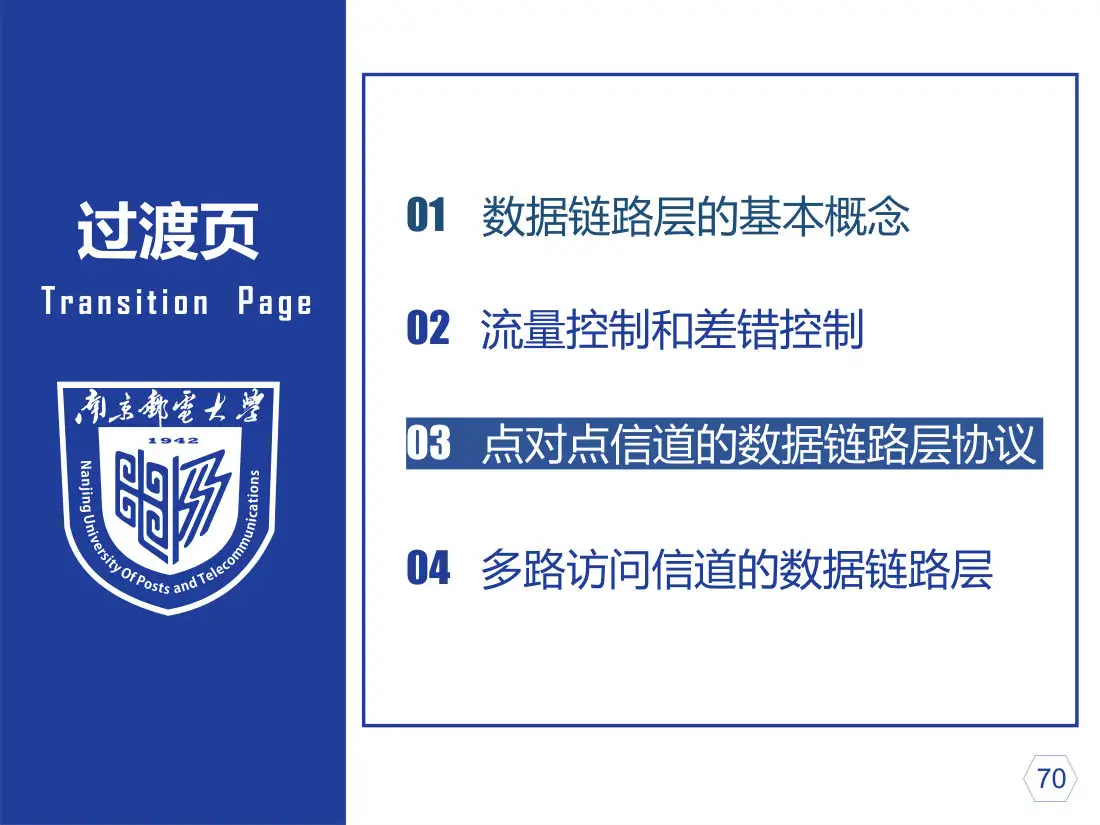 过渡页
Transition Page
南京邮电大学
1942
Nanjing University Of Posts and Telecommunications
01 数据链路层的基本概念
02 流量控制和差错控制
03 点对点信道的数据链路层协议
04 多路访问信道的数据链路层
70